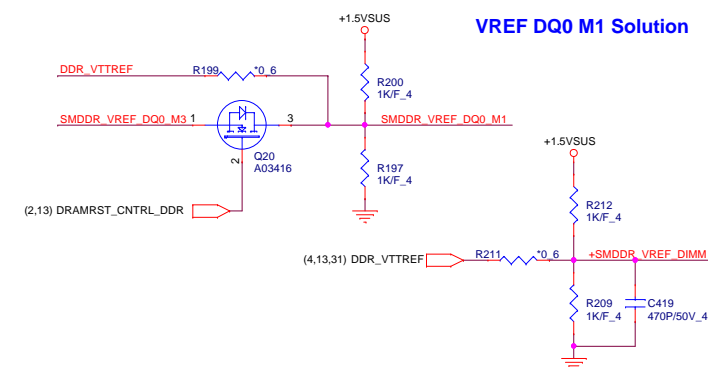 +1.5VSUS
VREF DQ0 M1 Solution
DDR_VTTREF
R199
*0_6
R200
1K/F_4
SMDDR_VREF_DQ0_M3
1
3
SMDDR_VREF_DQ0_M1
2
Q20
A03416
R197
1K/F_4
+1.5VSUS
(2,13) DRAMRST_CNTRL_DDR
R212
1K/F_4
(4,13,31) DDR_VTTREF
R211
*0_6
+SMDDR_VREF_DIMM
R209
1K/F_4
C419
470P/50V_4